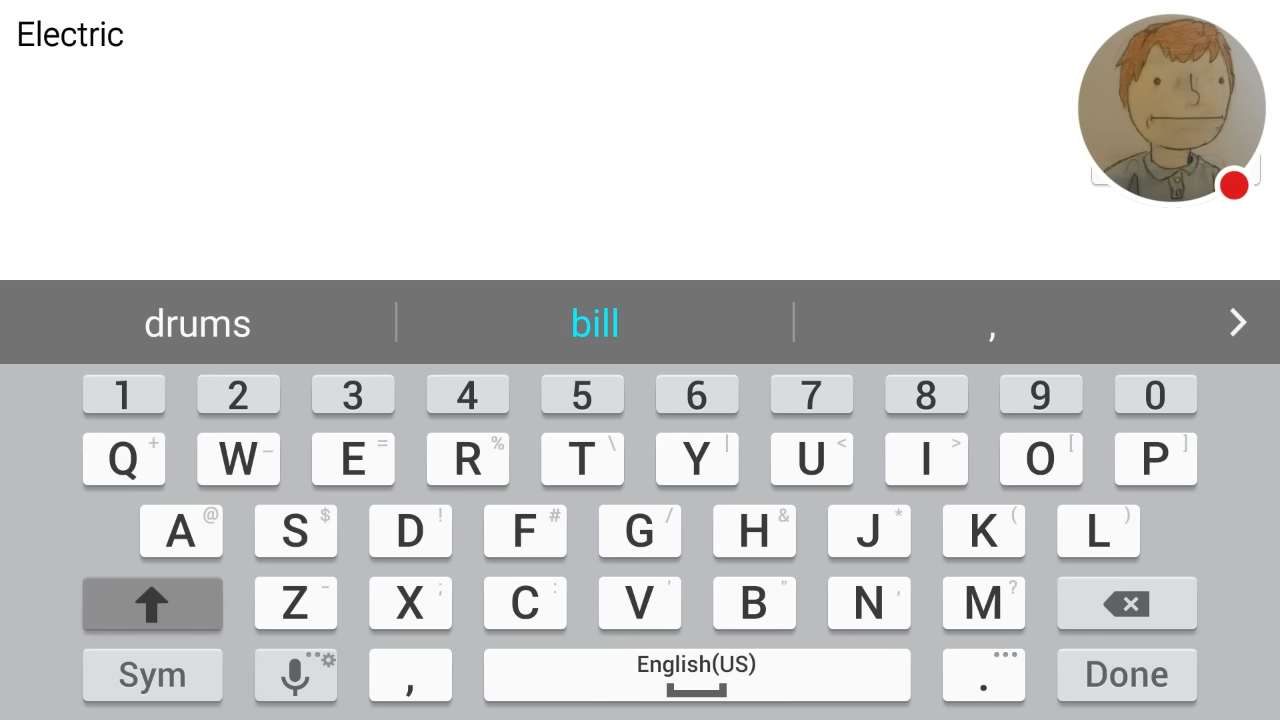 Electric
drums bill ,
1 2 3 4 5 6 7 8 9 0
Q + W _ E = R % T \ Y | U < I > O [ P ]
A @ S $ D ! F # G / H & J * K ( L )
Z - X ; C : V ' B " N , M ?
Sym , English(US) . Done